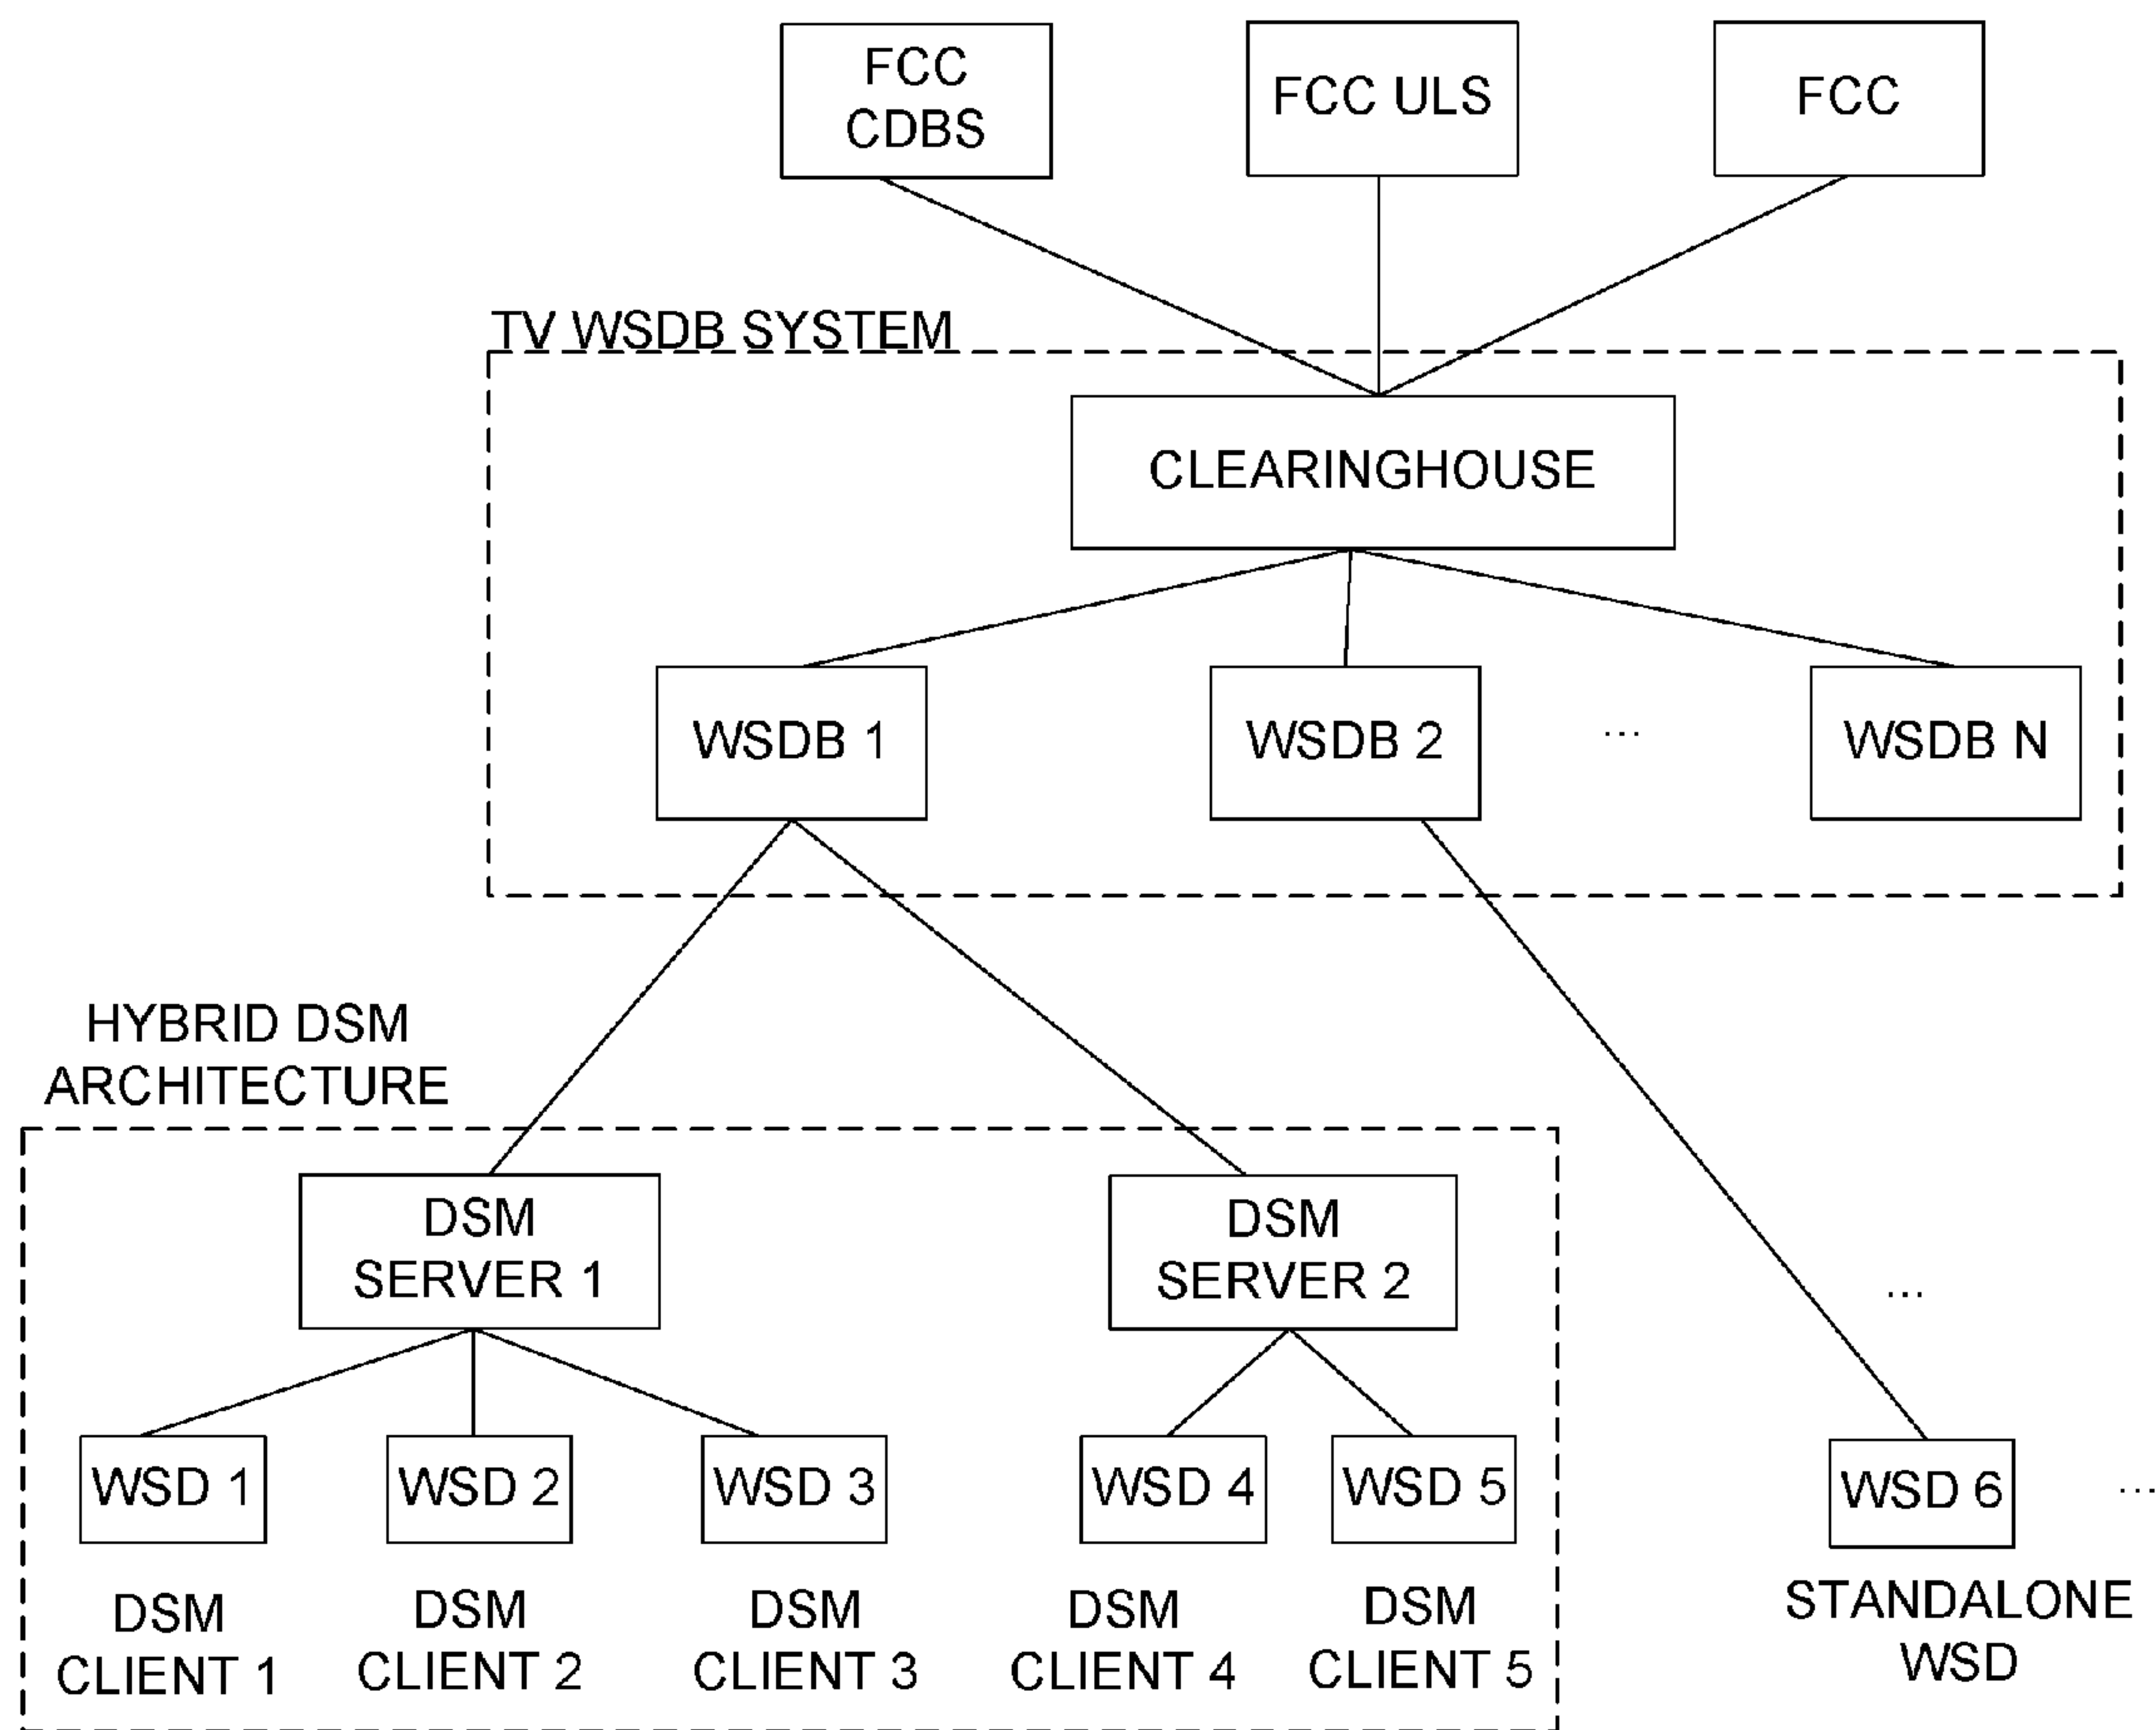 FCC
CDBS
FCC ULS
FCC
TV WSDB SYSTEM
CLEARINGHOUSE
WSDB 1
WSDB 2
...
WSDB N
HYBRID DSM
ARCHITECTURE
DSM
SERVER 1
DSM
SERVER 2
...
WSD 1
WSD 2
WSD 3
WSD 4
WSD 5
WSD 6
...
DSM
CLIENT 1
DSM
CLIENT 2
DSM
CLIENT 3
DSM
CLIENT 4
DSM
CLIENT 5
STANDALONE
WSD